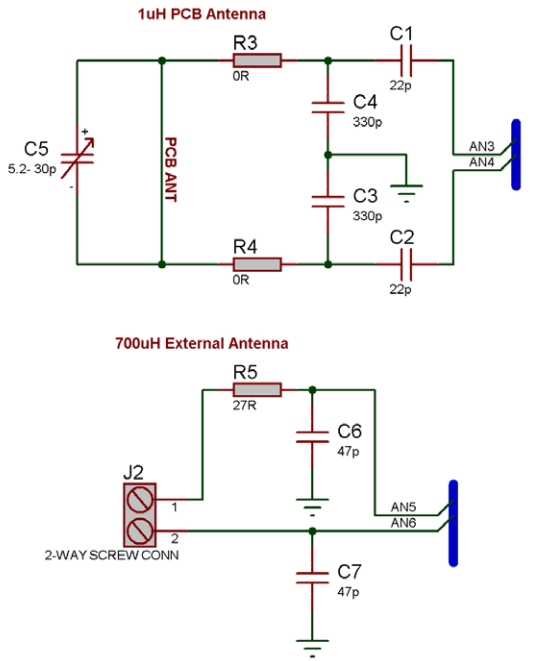 1uH PCB Antenna
R3
0R
C1
22p
C4
330p
C5
+
5.2- 30p
-
PCB ANT
AN3
AN4
C3
330p
R4
0R
C2
22p
700uH External Antenna
R5
27R
C6
47p
J2
1
2
2-WAY SCREW CONN
AN5
AN6
C7
47p